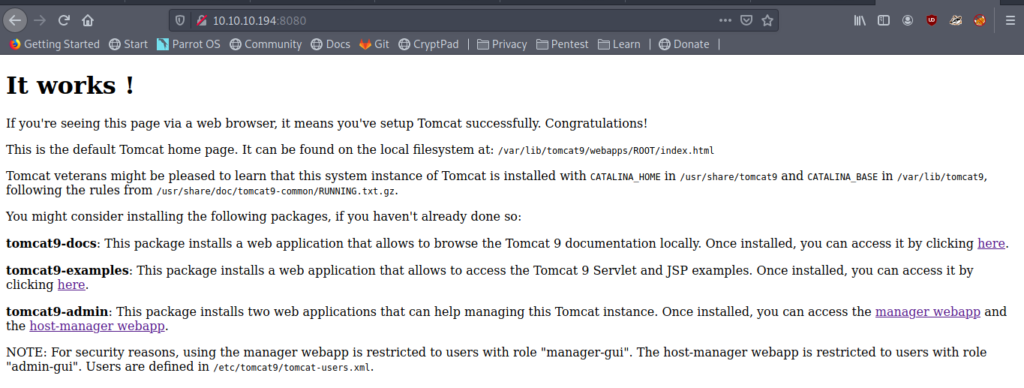 10.10.10.194:8080
Getting Started Start Parrot OS Community Docs Git CryptPad Privacy Pentest Learn Donate
It works !
If you're seeing this page via a web browser, it means you've setup Tomcat successfully. Congratulations!
This is the default Tomcat home page. It can be found on the local filesystem at: /var/lib/tomcat9/webapps/ROOT/index.html
Tomcat veterans might be pleased to learn that this system instance of Tomcat is installed with CATALINA_HOME in /usr/share/tomcat9 and CATALINA_BASE in /var/lib/tomcat9,
following the rules from /usr/share/doc/tomcat9-common/RUNNING.txt.gz.
You might consider installing the following packages, if you haven't already done so:
tomcat9-docs: This package installs a web application that allows to browse the Tomcat 9 documentation locally. Once installed, you can access it by clicking here.
tomcat9-examples: This package installs a web application that allows to access the Tomcat 9 Servlet and JSP examples. Once installed, you can access it by
clicking here.
tomcat9-admin: This package installs two web applications that can help managing this Tomcat instance. Once installed, you can access the manager webapp and
the host-manager webapp.
NOTE: For security reasons, using the manager webapp is restricted to users with role "manager-gui". The host-manager webapp is restricted to users with role
"admin-gui". Users are defined in /etc/tomcat9/tomcat-users.xml.